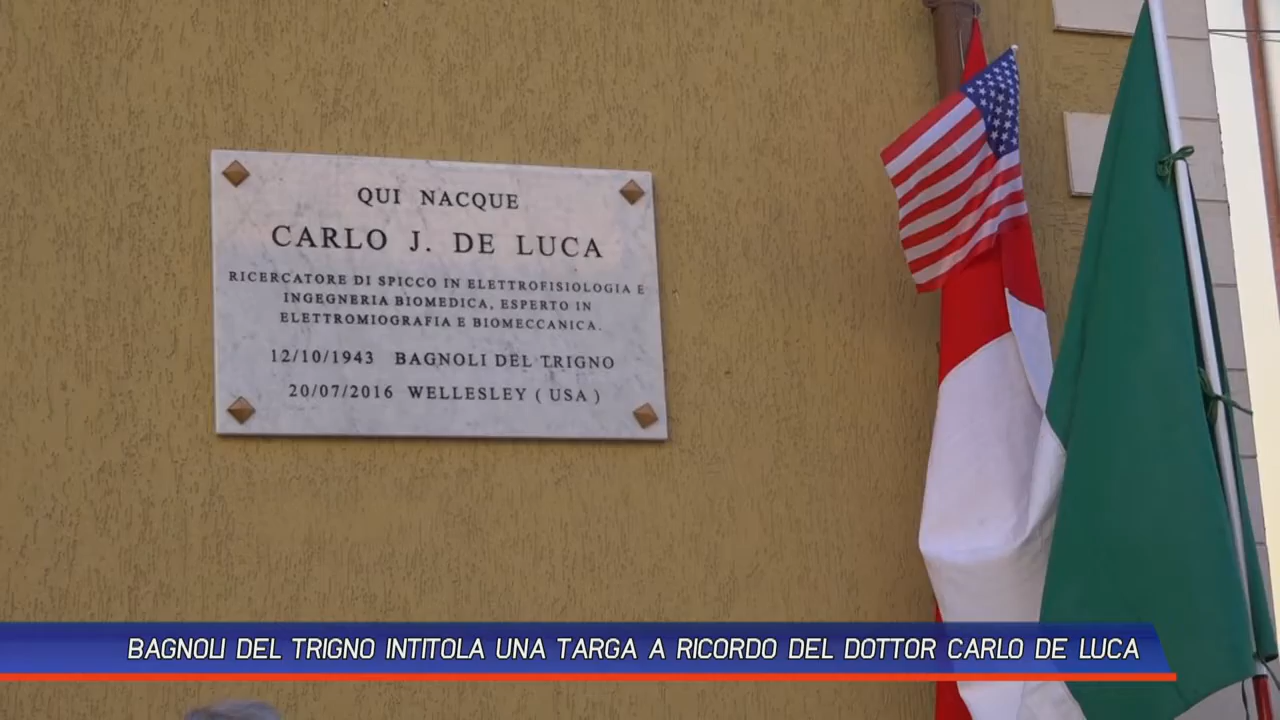 QUI NACQUE
CARLO J. DE LUCA
RICERCATORE DI SPICCO IN ELETTROFISIOLOGIA E
INGEGNERIA BIOMEDICA, ESPERTO IN
ELETTROMIOGRAFIA E BIOMECCANICA.
12/10/1943 BAGNOLI DEL TRIGNO
20/07/2016 WELLESLEY ( USA )
BAGNOLI DEL TRIGNO INTITOLA UNA TARGA A RICORDO DEL DOTTOR CARLO DE LUCA